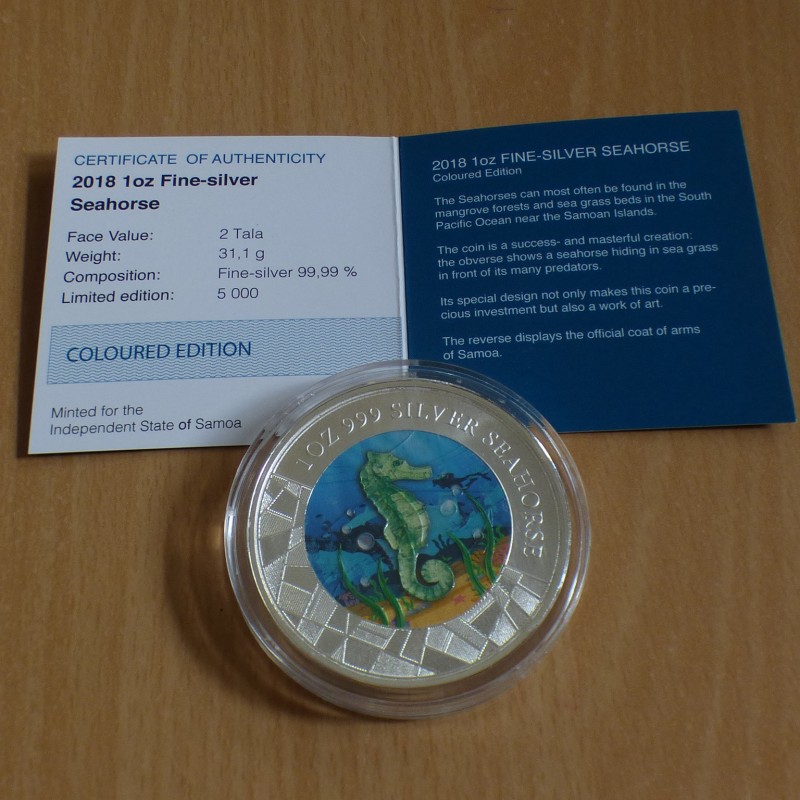 CERTIFICATE OF AUTHENTICITY
2018 1oz Fine-silver
Seahorse
Face Value: 2 Tala
Weight: 31,1 g
Composition: Fine-silver 99,99 %
Limited edition: 5 000
COLOURED EDITION
Minted for the
Independent State of Samoa
2018 1oz FINE-SILVER SEAHORSE
Coloured Edition
The Seahorses can most often be found in the
mangrove forests and sea grass beds in the South
Pacific Ocean near the Samoan Islands.
The coin is a success- and masterful creation:
the obverse shows a seahorse hiding in sea grass
in front of its many predators.
Its special design not only makes this coin a pre-
cious investment but also a work of art.
The reverse displays the official coat of arms
of Samoa.
1OZ 999 SILVER SEAHORSE